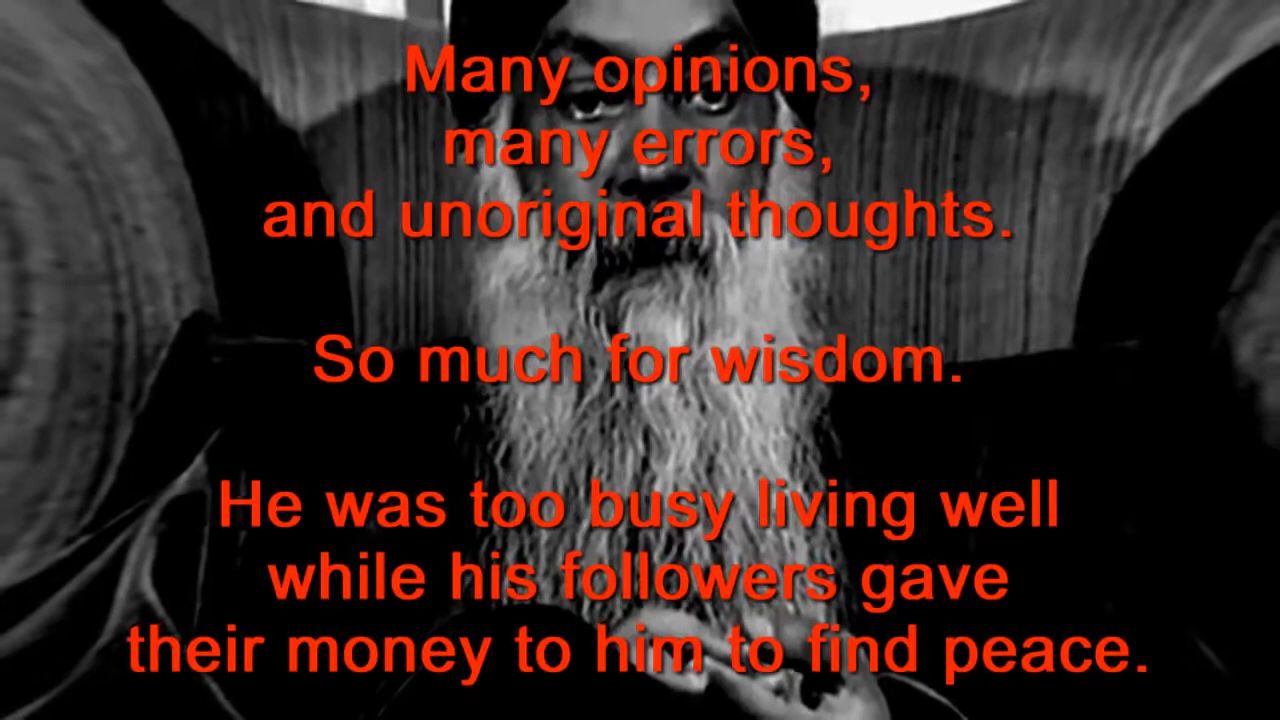 Many opinions,
many errors,
and unoriginal thoughts.
So much for wisdom.
He was too busy living well
while his followers gave
their money to him to find peace.